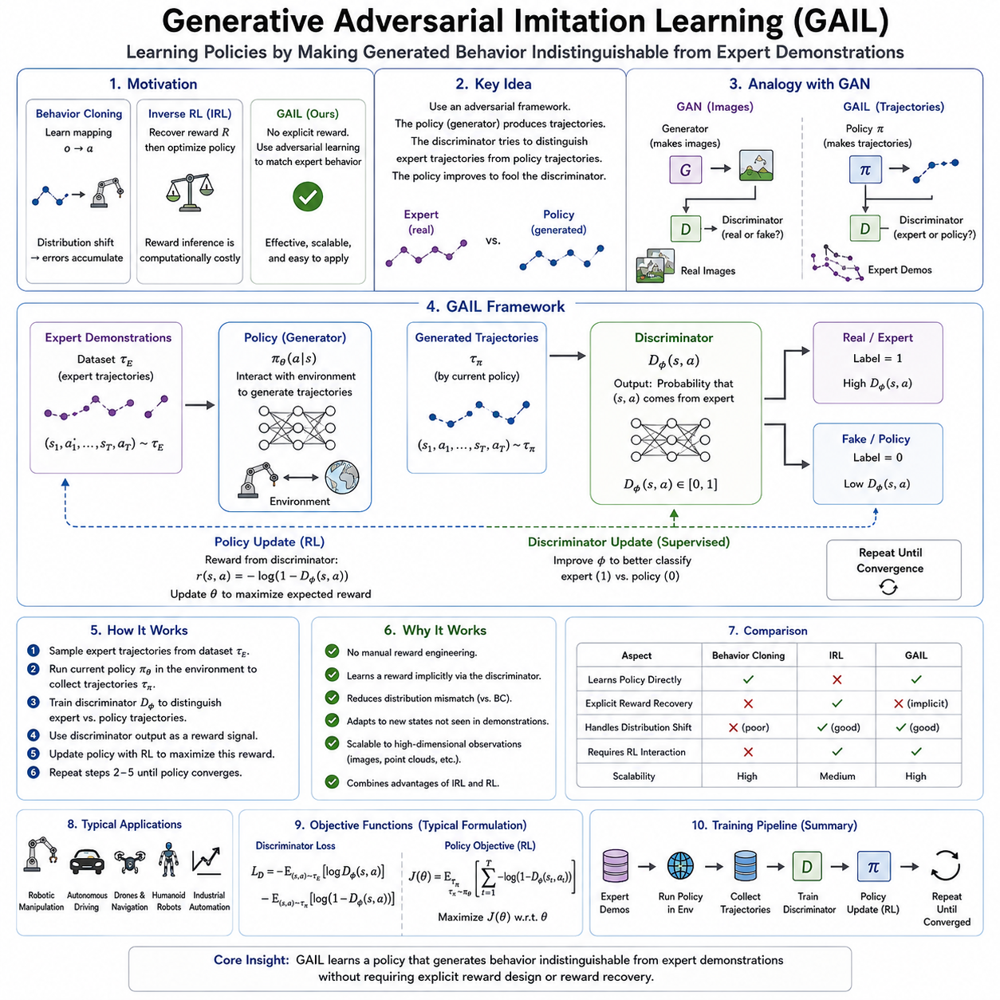 Generative Adversarial Imitation Learning (GAIL)
Learning Policies by Making Generated Behavior Indistinguishable from Expert Demonstrations
1. Motivation
Behavior Cloning
Learn mapping
o → a
Distribution shift
→ errors accumulate
Inverse RL (IRL)
Recover reward R
then optimize policy
Reward inference is
computationally costly
GAIL (Ours)
No explicit reward.
Use adversarial learning
to match expert behavior
Effective, scalable,
and easy to apply
2. Key Idea
Use an adversarial framework.
The policy (generator) produces trajectories.
The discriminator tries to distinguish
expert trajectories from policy trajectories.
The policy improves to fool the discriminator.
Expert
(real)
vs.
Policy
(generated)
3. Analogy with GAN
GAN (Images)
Generator
(makes images)
G
D
Discriminator
(real or fake?)
Real Images
GAIL (Trajectories)
Policy π
(makes trajectories)
π
D
Discriminator
(expert or policy?)
Expert Demos
4. GAIL Framework
Expert Demonstrations
Dataset τ_E
(expert trajectories)
(s₁, a₁*, ..., s_T, a_T) ~ τ_E
Policy (Generator)
π_θ(a|s)
Interact with environment
to generate trajectories
Environment
Generated Trajectories
τ_π
(by current policy)
(s₁, a₁, ..., s_T, a_T) ~ τ_π
Discriminator
D_ϕ(s, a)
Output: Probability that
(s, a) comes from expert
D_ϕ(s, a) ∈ [0, 1]
Real / Expert
Label = 1
High D_ϕ(s, a)
Fake / Policy
Label = 0
Low D_ϕ(s, a)
Policy Update (RL)
Reward from discriminator:
r(s, a) = − log(1 − D_ϕ(s, a))
Update θ to maximize expected reward
Discriminator Update (Supervised)
Improve ϕ to better classify
expert (1) vs. policy (0)
Repeat Until
Convergence
5. How It Works
1 Sample expert trajectories from dataset τ_E.
2 Run current policy π_θ in the environment to
collect trajectories τ_π.
3 Train discriminator D_ϕ to distinguish
expert vs. policy trajectories.
4 Use discriminator output as a reward signal.
5 Update policy with RL to maximize this reward.
6 Repeat steps 2–5 until policy converges.
6. Why It Works
No manual reward engineering.
Learns a reward implicitly via the discriminator.
Reduces distribution mismatch (vs. BC).
Adapts to new states not seen in demonstrations.
Scalable to high-dimensional observations
(images, point clouds, etc.).
Combines advantages of IRL and RL.
7. Comparison
Aspect Behavior Cloning IRL GAIL
Learns Policy Directly ✓ ✗ ✓
Explicit Reward Recovery ✗ ✓ ✗ (implicit)
Handles Distribution Shift ✗ (poor) ✓ (good) ✓ (good)
Requires RL Interaction ✗ ✓ ✓
Scalability High Medium High
8. Typical Applications
Robotic
Manipulation
Autonomous
Driving
Drones &
Navigation
Humanoid
Robots
Industrial
Automation
9. Objective Functions (Typical Formulation)
Discriminator Loss
L_D = −E_(s,a)~τ_E [log D_ϕ(s, a)]
− E_(s,a)~τ_π [log(1 − D_ϕ(s, a))]
Policy Objective (RL)
J(θ) = E_τ_π τ_π~π_θ [∑_{t=1}^{T} −log(1−D_ϕ(s_t, a_t))]
Maximize J(θ) w.r.t. θ
10. Training Pipeline (Summary)
D
π
Expert
Demos
Run Policy
in Env
Collect
Trajectories
Train
Discriminator
Policy
Update (RL)
Repeat
Until
Converged
Core Insight: GAIL learns a policy that generates behavior indistinguishable from expert demonstrations
without requiring explicit reward design or reward recovery.